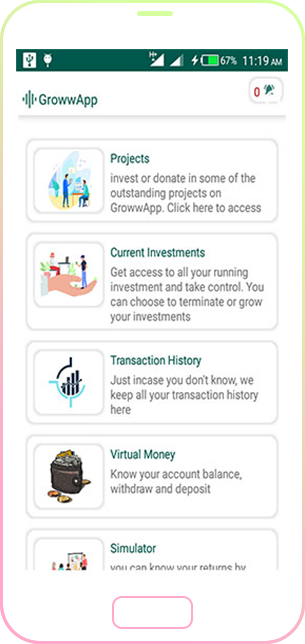 H+ 67% 11:19 AM
GrowwApp
0
Projects
invest or donate in some of the
outstanding projects on
GrowwApp. Click here to access
Current Investments
Get access to all your running
investment and take control. You
can choose to terminate or grow
your investments
Transaction History
Just incase you don't know, we
keep all your transaction history
here
Virtual Money
Know your account balance,
withdraw and deposit
Simulator
you can know your returns by